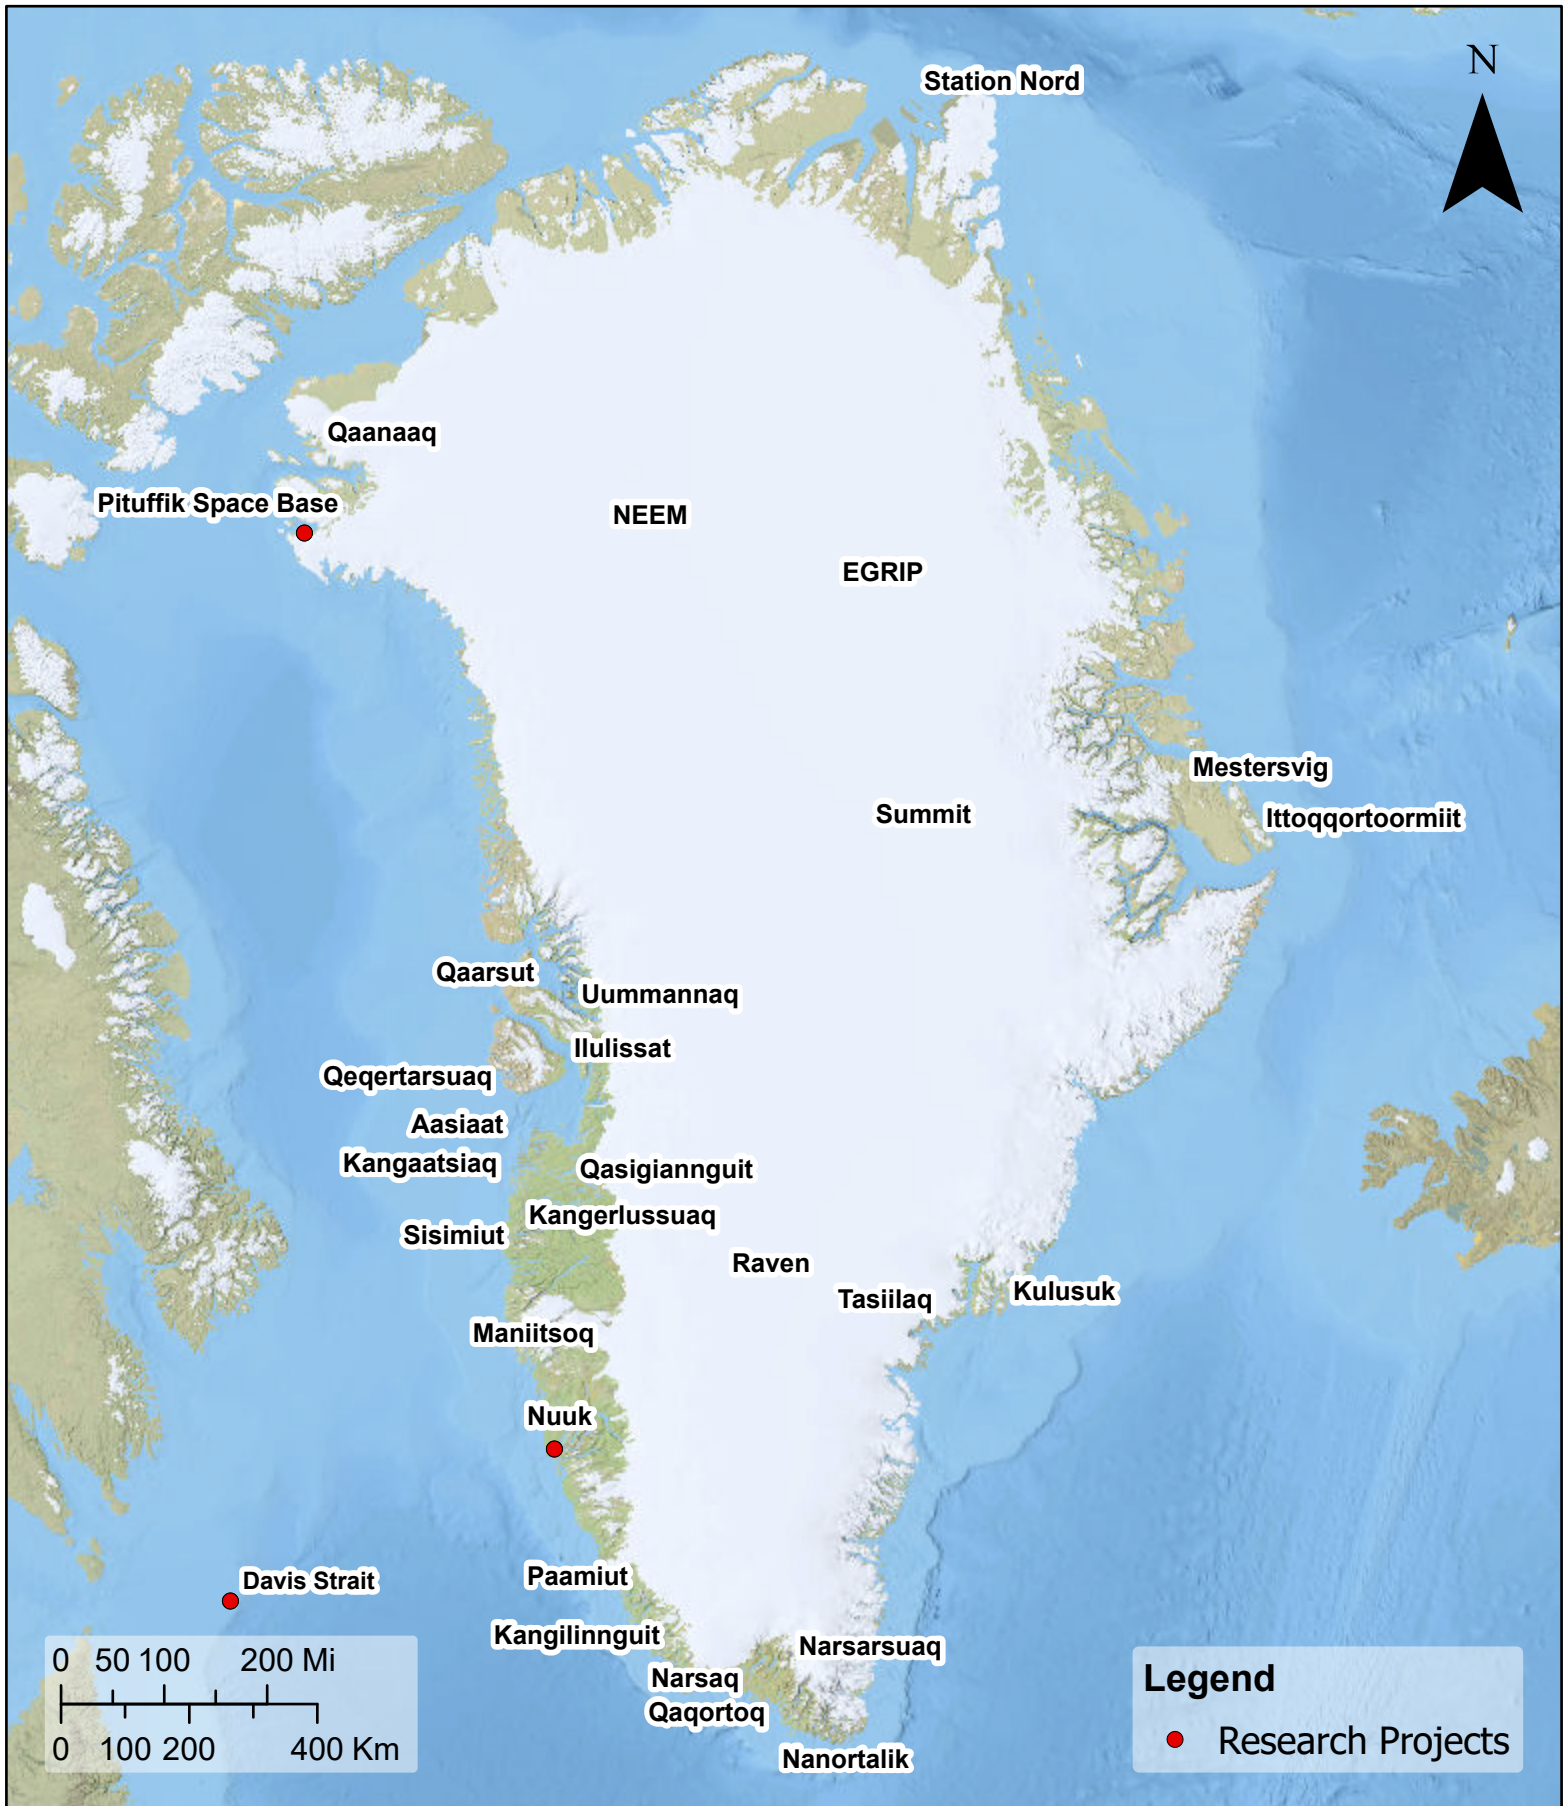 N
Station Nord
Qaanaaq
Pituffik Space Base
NEEM
EGRIP
Mestersvig
Summit
Ittoqqortoormiit
Qaarsut
Uummannaq
Ilulissat
Qeqertarsuaq
Aasiaat
Kangaatsiaq
Qasigiannguit
Kangerlussuaq
Sisimiut
Raven
Kulusuk
Tasiilaq
Maniitsoq
Nuuk
Paamiut
Davis Strait
Kangilinnguit
Narsarsuaq
Narsaq
Qaqortoq
Nanortalik
0 50 100 200 Mi
0 100 200 400 Km
Legend
Research Projects